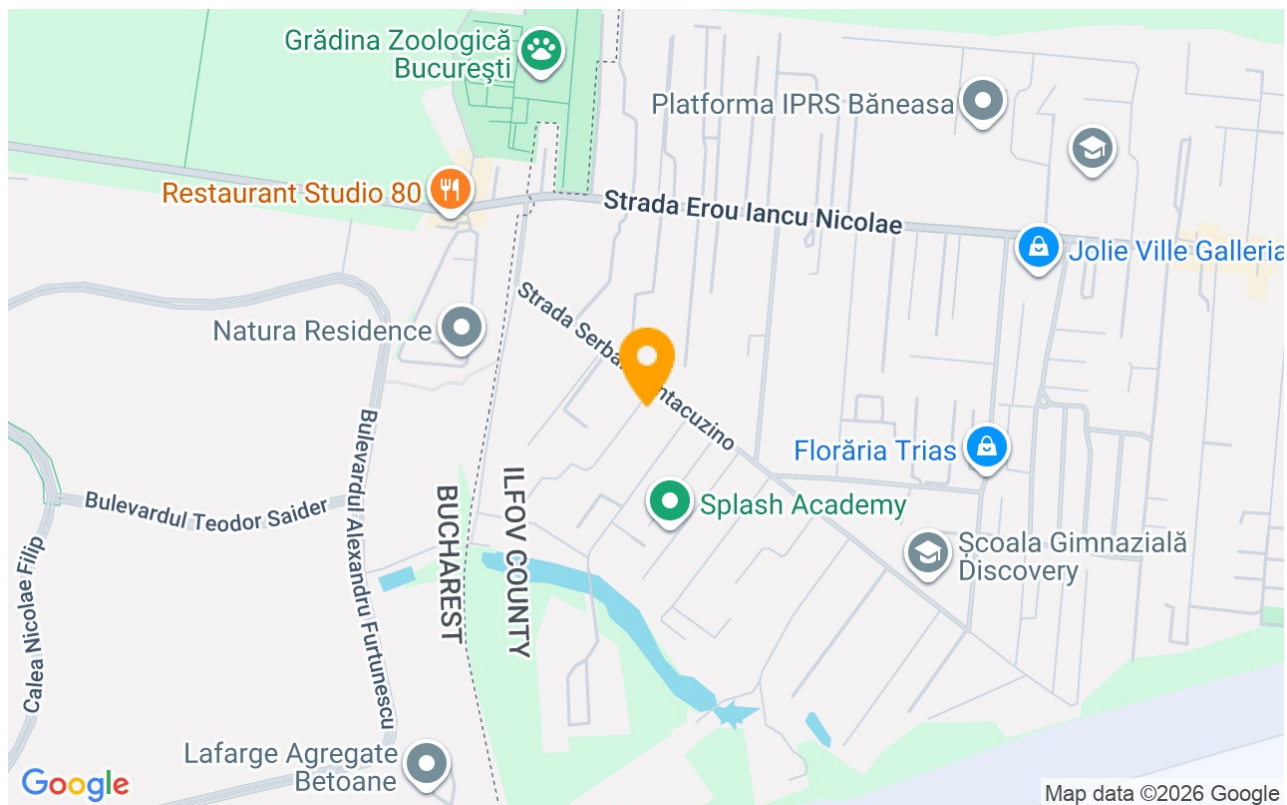 Grădina Zoologică
Bucureşti
Platforma IPRS Băneasa
Restaurant Studio 80
Strada Erou Iancu Nicolae
Jolie Ville Galleria
Strada Serba
ntacuzino
Natura Residence
Florăria Trias
Splash Academy
Școala Gimnazială
Discovery
Bulevardul Teodor Saider
Bulevardul Alexandru Furtunescu
Calea Nicolae Filip
BUCHAREST
ILFOV COUNTY
Lafarge Agregate
Betoane
Google
Map data ©2026 Google